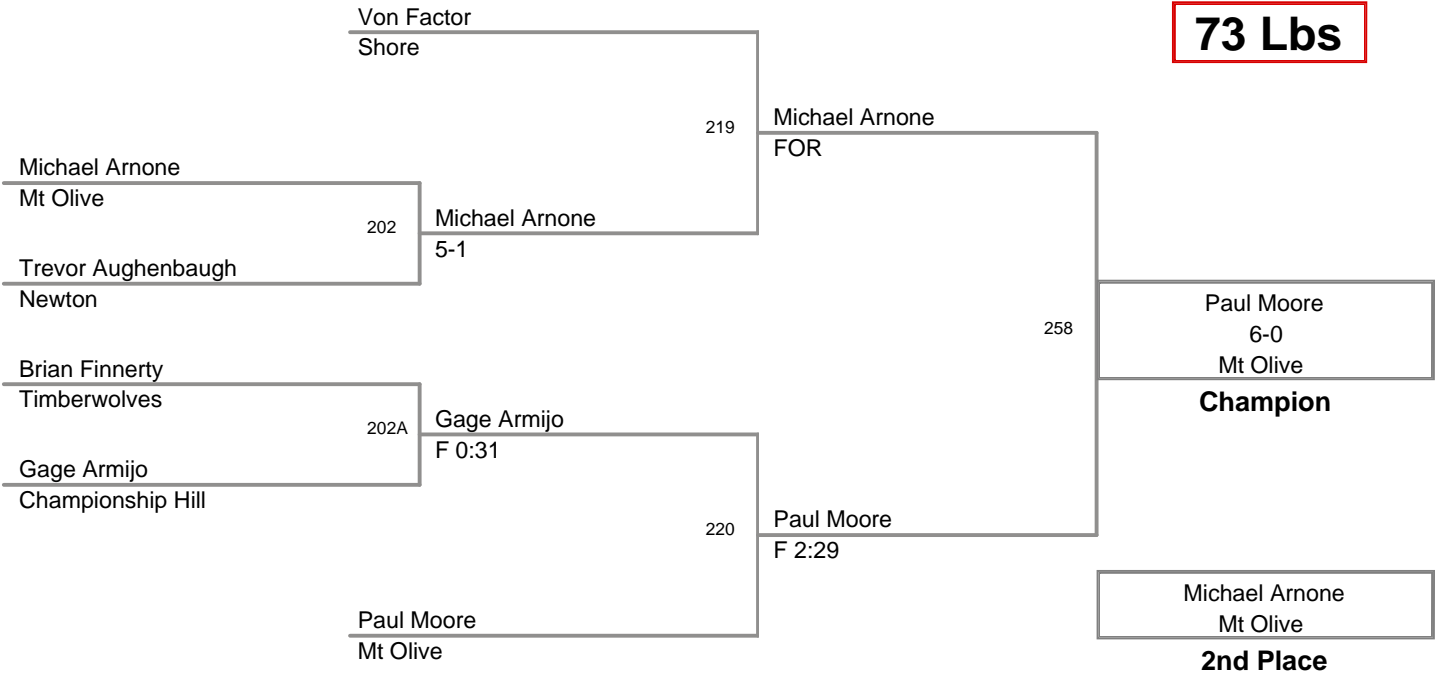 Von Factor
Shore
73 Lbs
219
Michael Arnone
FOR
Michael Arnone
Mt Olive
202
Michael Arnone
5-1
Trevor Aughenbaugh
Newton
258
Paul Moore
6-0
Mt Olive
Champion
Brian Finnerty
Timberwolves
202A
Gage Armijo
F 0:31
Gage Armijo
Championship Hill
220
Paul Moore
F 2:29
Paul Moore
Mt Olive
Michael Arnone
Mt Olive
2nd Place